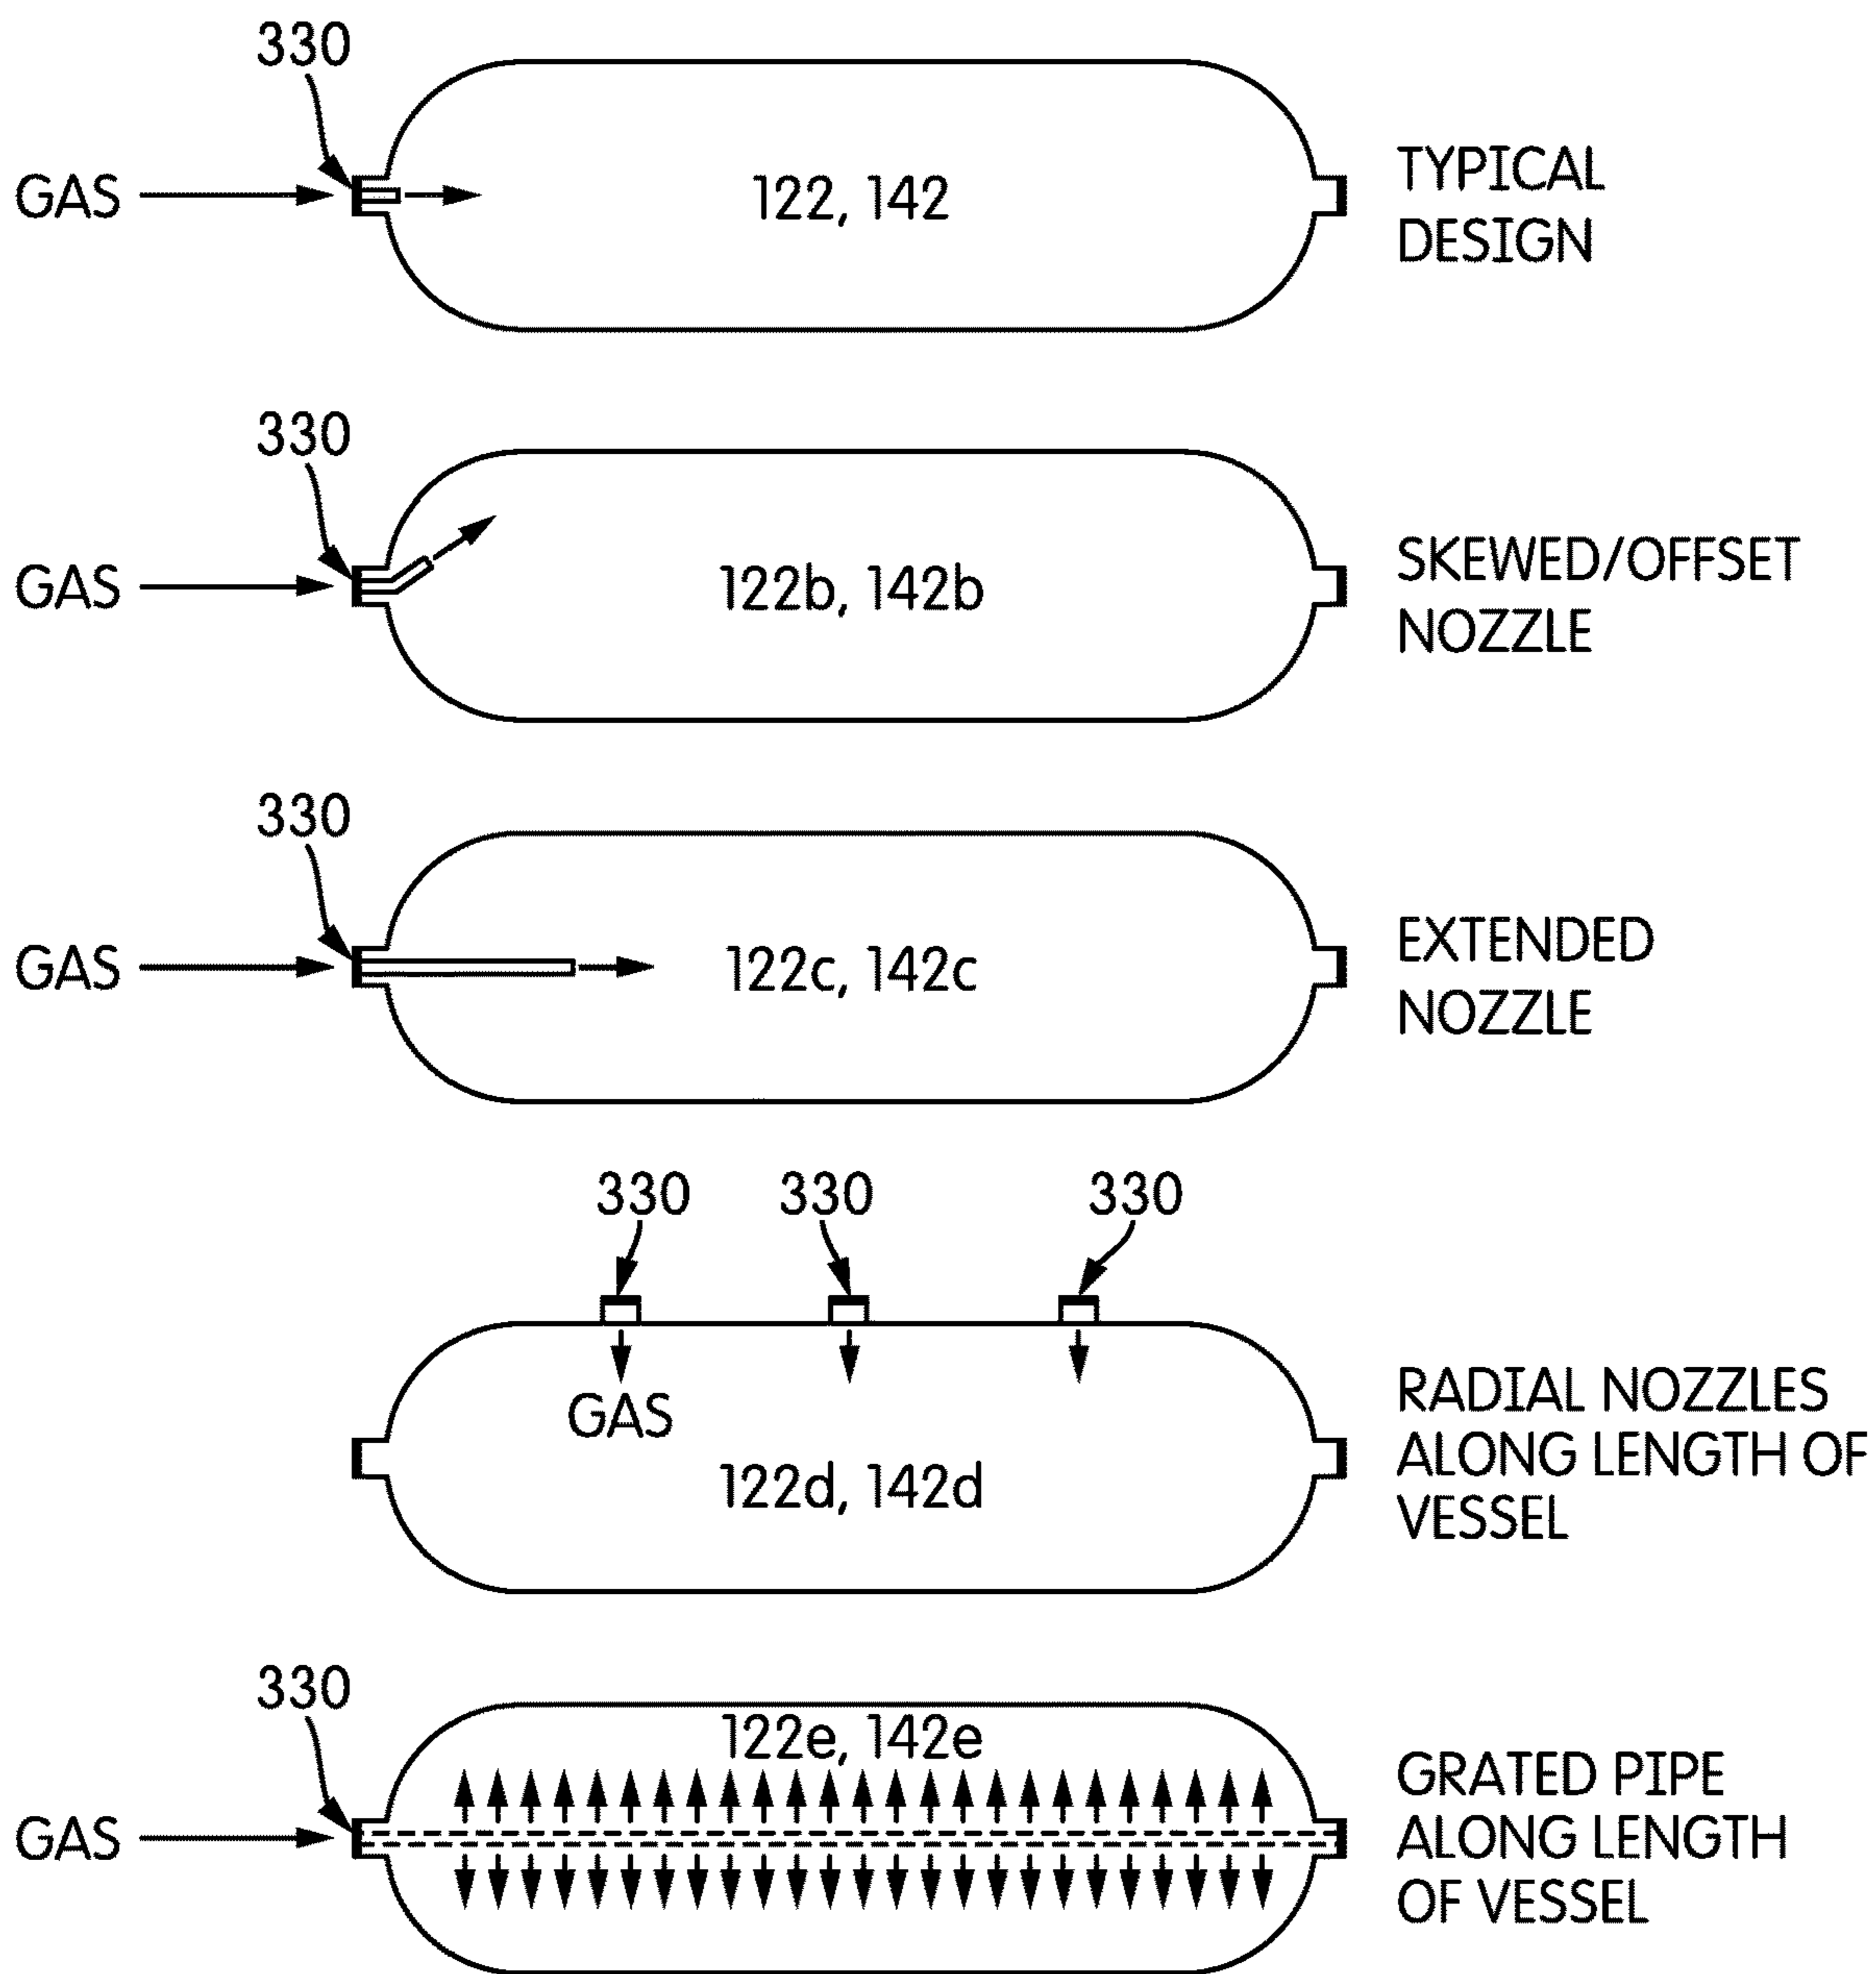 330
GAS
122, 142
TYPICAL
DESIGN
330
GAS
122b, 142b
SKEWED/OFFSET
NOZZLE
330
GAS
122c, 142c
EXTENDED
NOZZLE
330 330 330
GAS
122d, 142d
RADIAL NOZZLES
ALONG LENGTH OF
VESSEL
330
122e, 142e
GAS
GRATED PIPE
ALONG LENGTH
OF VESSEL